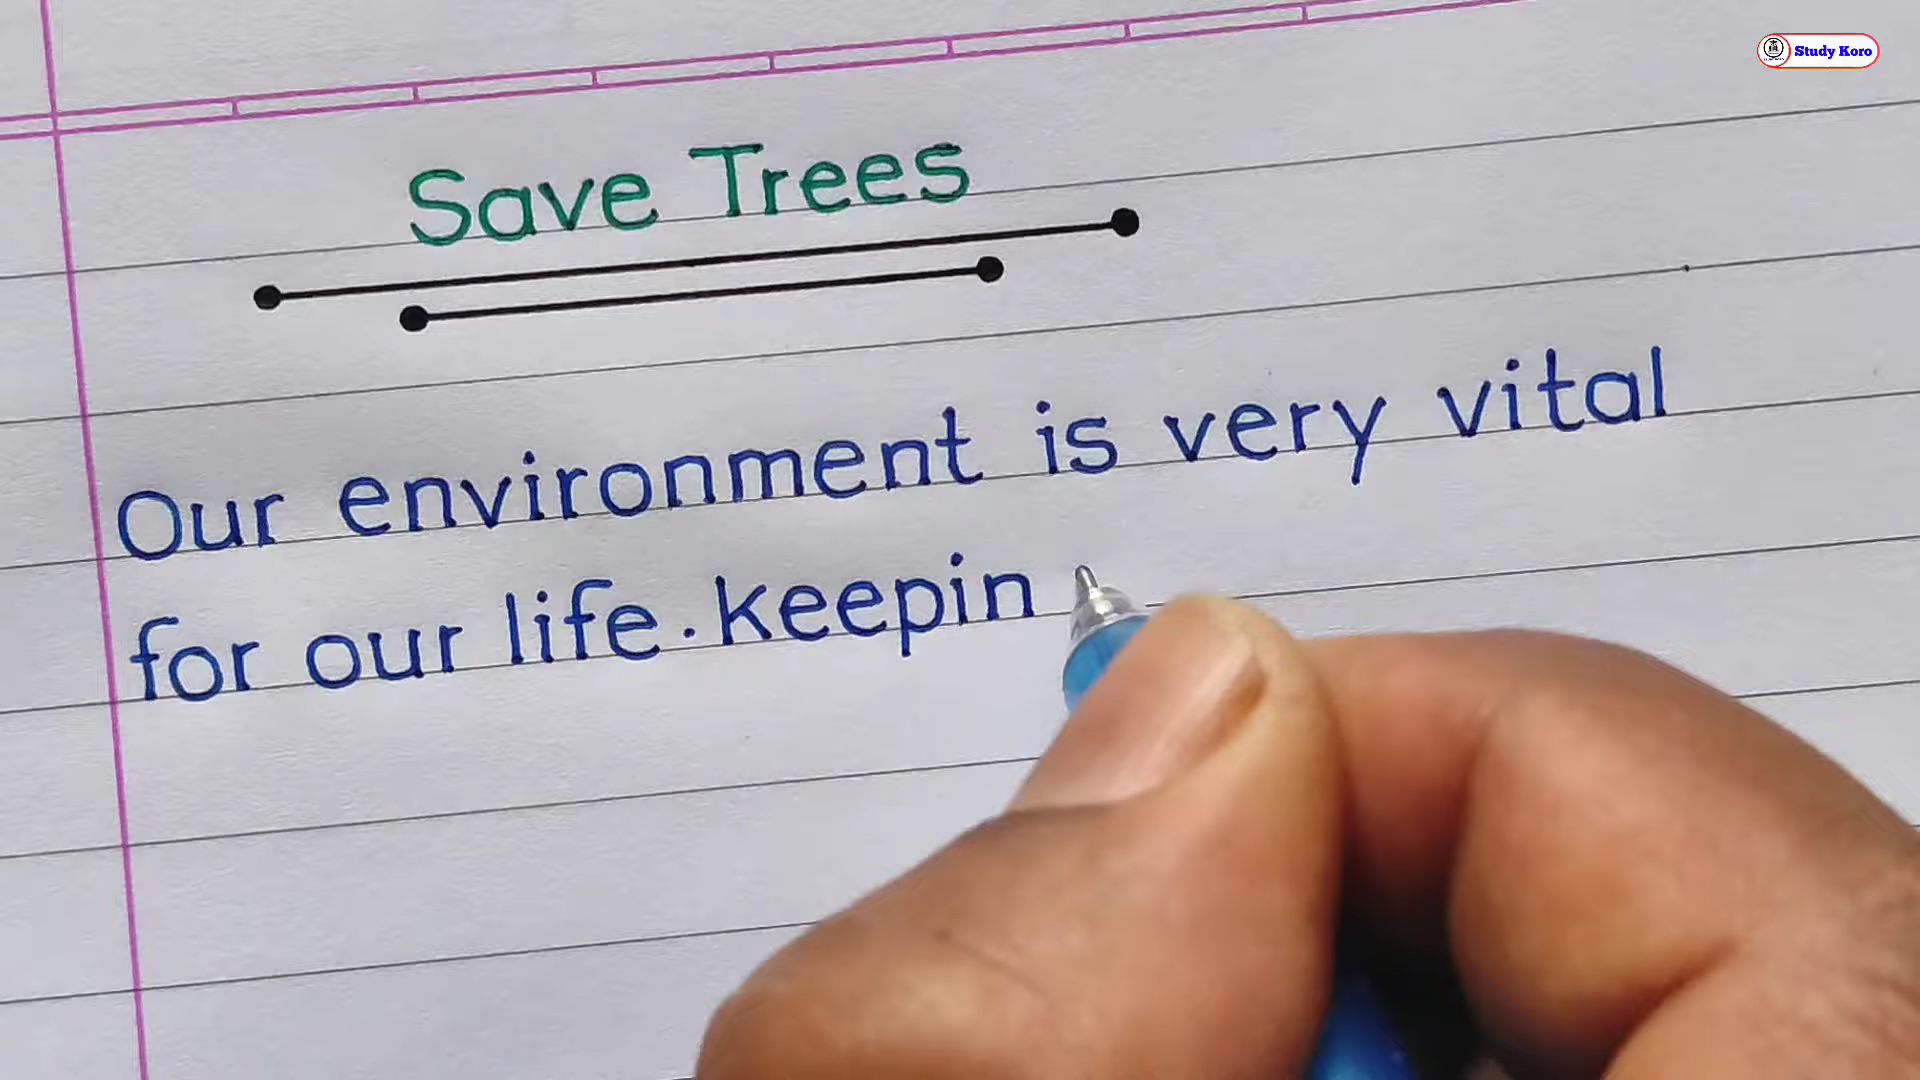 Study Koro
Save Trees
Our environment is very vital
for our life. keepin